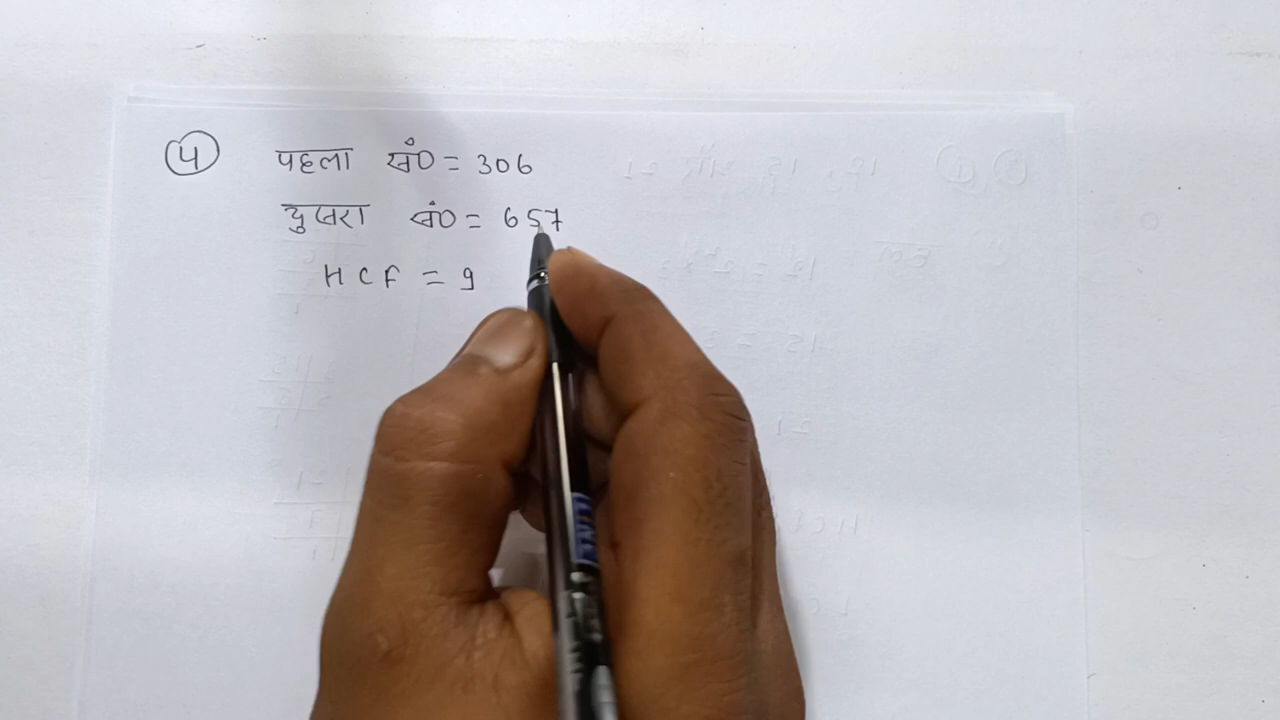 ④ पहला सं० = 306
दुसरा सं० = 657
HCF = 9